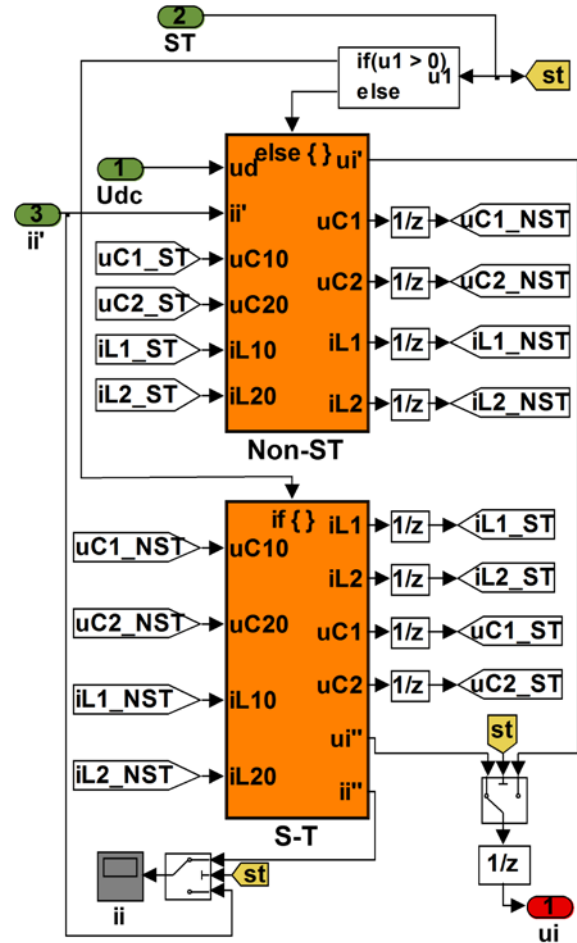 2
ST
if(u1 > 0)
u1
else
st
1
Udc
3
ii'
else { }
ud
ui'
ii'
uC1
1/z
uC1_NST
uC1_ST
uC10
uC2
1/z
uC2_NST
uC2_ST
uC20
iL1
1/z
iL1_NST
iL1_ST
iL10
iL2
1/z
iL2_NST
iL2_ST
iL20
Non-ST
if { }
iL1
1/z
iL1_ST
uC1_NST
uC10
iL2
1/z
iL2_ST
uC2_NST
uC20
uC1
1/z
uC1_ST
iL1_NST
iL10
uC2
1/z
uC2_ST
ui''
st
iL2_NST
iL20
ii''
S-T
1/z
st
ii
1
ui